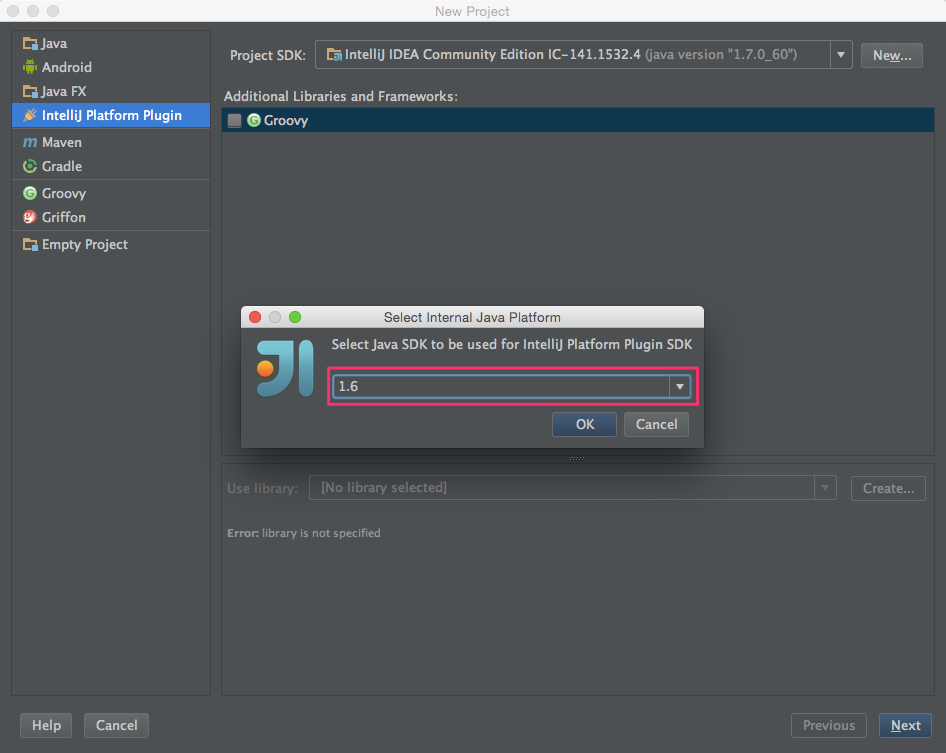 New Project
Java
Android
Java FX
IntelliJ Platform Plugin
Maven
Gradle
Groovy
Griffon
Empty Project
Project SDK: IntelliJ IDEA Community Edition IC-141.1532.4 (java version "1.7.0_60") New...
Additional Libraries and Frameworks:
Groovy
Select Internal Java Platform
Select Java SDK to be used for IntelliJ Platform Plugin SDK
1.6
OK Cancel
Use library: [No library selected] Create...
Error: library is not specified
Help Cancel Previous Next